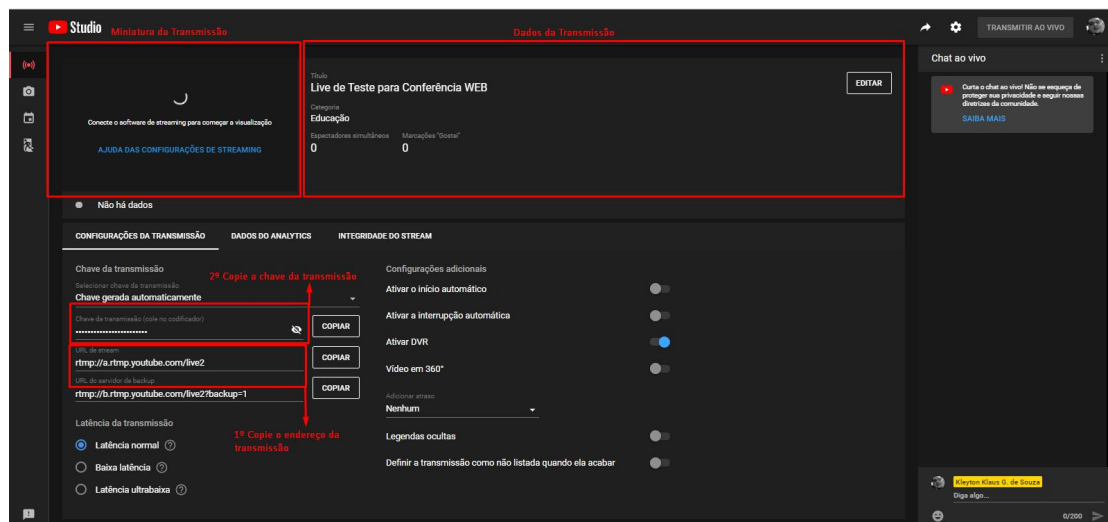 Studio
Miniatura da Transmissão
Dados da Transmissão
TRANSMITIR AO VIVO
Conecte o software de streaming para começar a visualização
AJUDA DAS CONFIGURAÇÕES DE STREAMING
Título
Live de Teste para Conferência WEB
EDITAR
Categoria
Educação
Espectadores simultâneos
Marcações "Gostei"
0
0
Chat ao vivo
Curta o chat ao vivo! Não se esqueça de
proteger sua privacidade e seguir nossas
diretrizes da comunidade.
SAIBA MAIS
Não há dados
CONFIGURAÇÕES DA TRANSMISSÃO
DADOS DO ANALYTICS
INTEGRIDADE DO STREAM
Chave da transmissão
2º Copie a chave da transmissão
Selecionar chave da transmissão
Chave gerada automaticamente
Chave da transmissão (cole no codificador)
COPIAR
URL de stream
rtmp://a.rtmp.youtube.com/live2
COPIAR
URL do servidor de backup
rtmp://b.rtmp.youtube.com/live2?backup=1
COPIAR
Latência da transmissão
1º Copie o endereço da
transmissão
Latência normal
Baixa latência
Latência ultrabaixa
Configurações adicionais
Ativar o início automático
Ativar a interrupção automática
Ativar DVR
Vídeo em 360°
Adicionar atraso
Nenhum
Legendas ocultas
Definir a transmissão como não listada quando ela acabar
Kleyton Klaus G. de Souza
Diga algo...
0/200